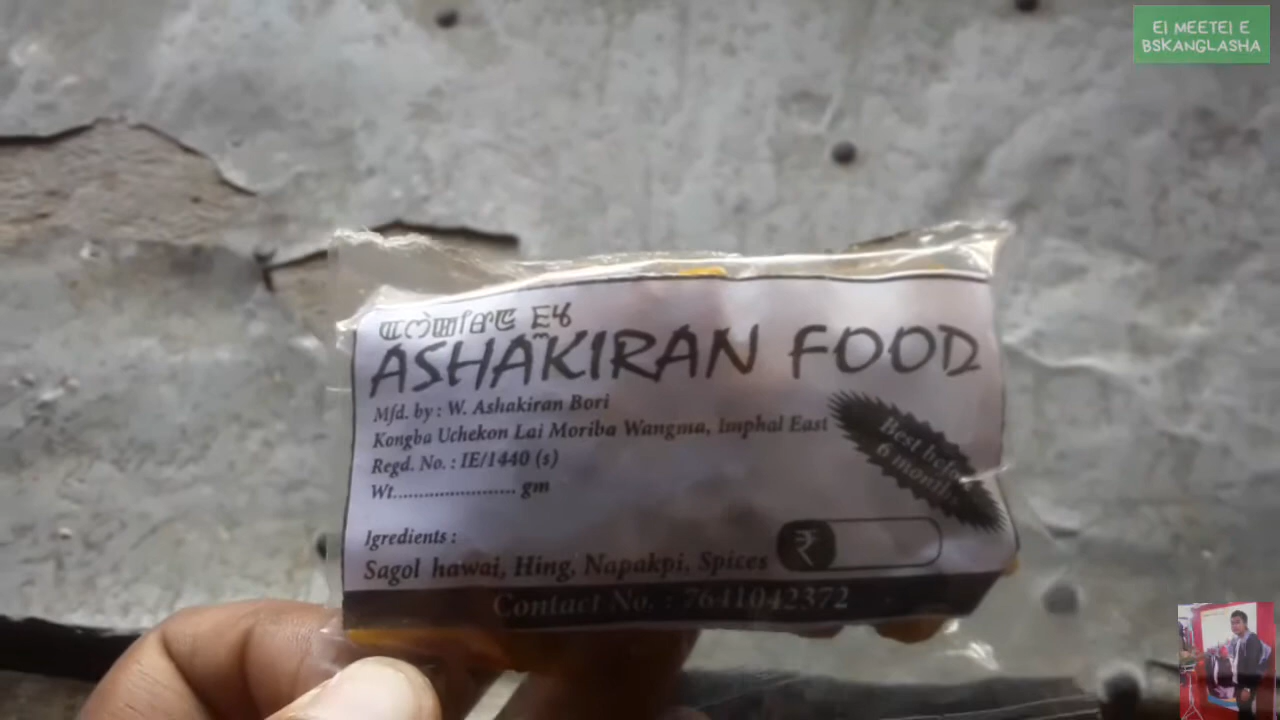 EI MEETEI E
BSKANGLASHA
ASHAKIRAN FOOD
Mfd. by : W. Ashakiran Bori
Kongba Uchekon Lai Moriba Wangma, Imphal East
Regd. No. : IE/1440 (s)
Wt....................... gm
Best before
6 months
Igredients :
Sagol hawai, Hing, Napakpi, Spices
₹
Contact No. : 7641042372